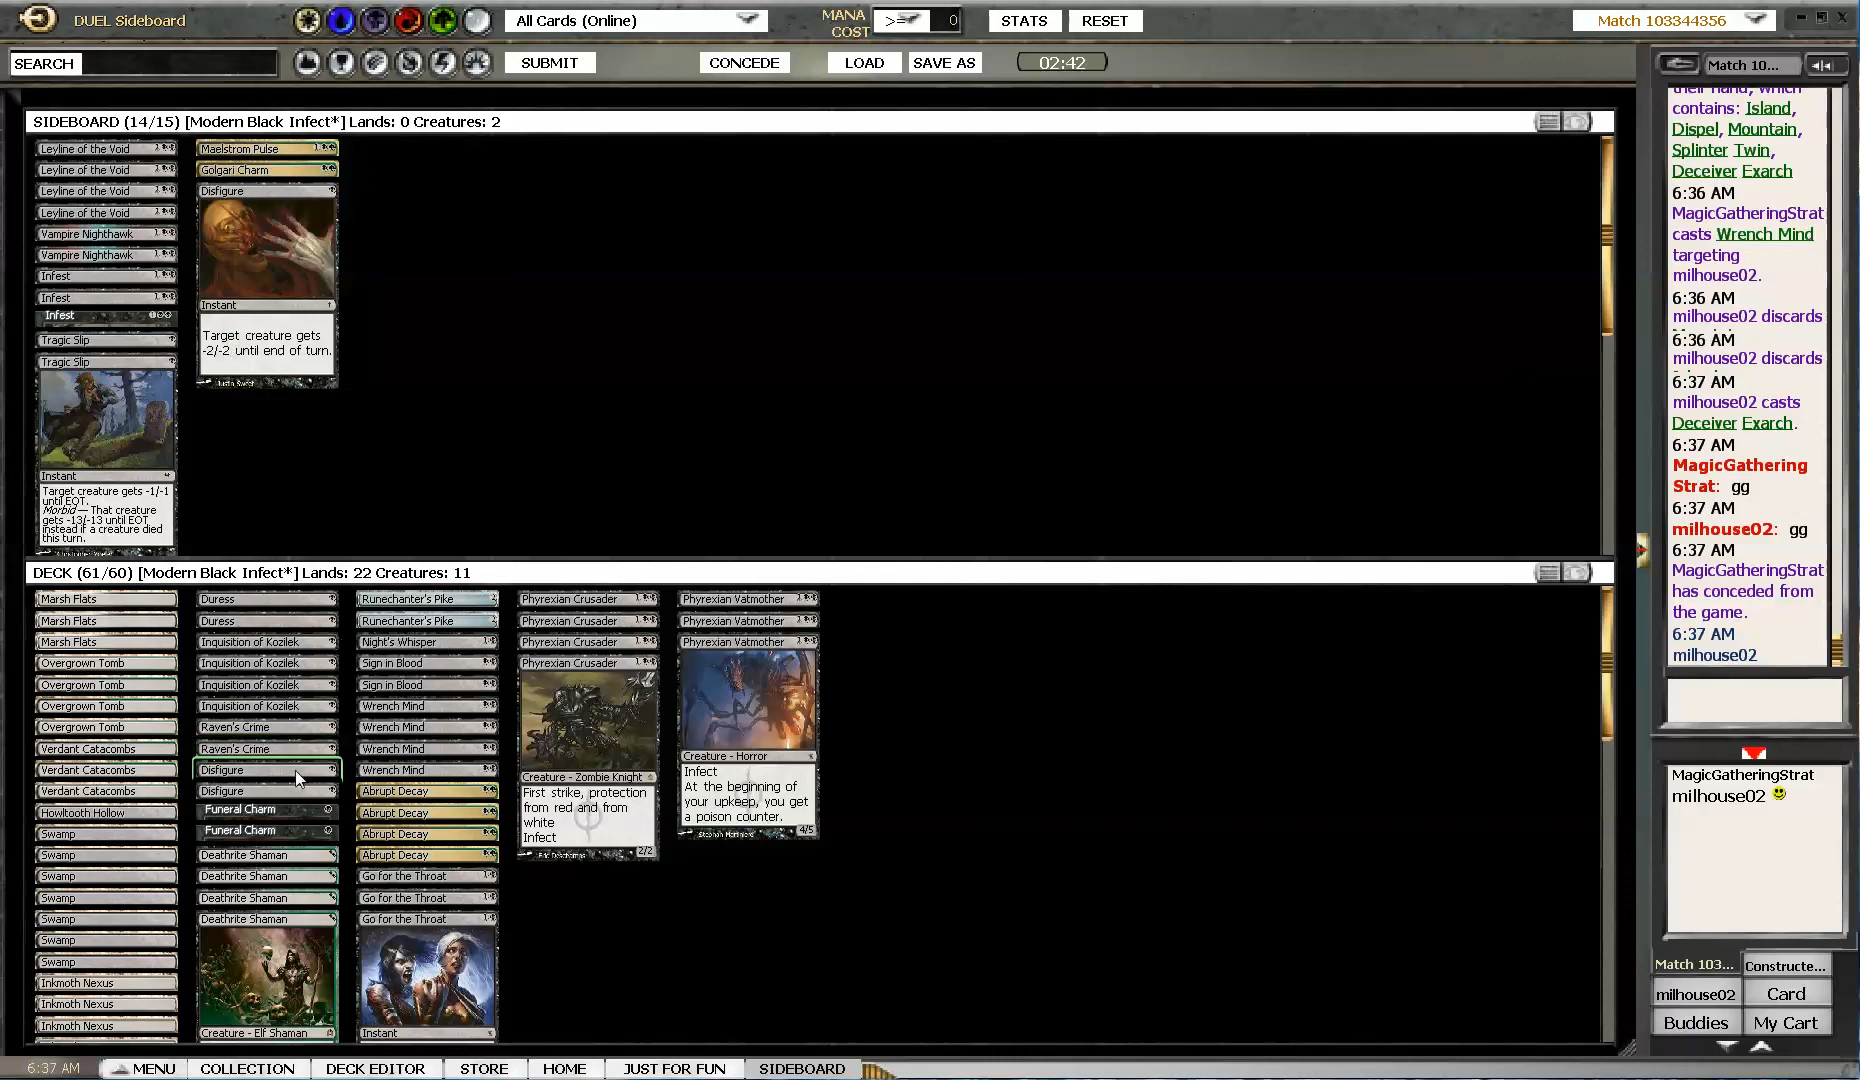 DUEL Sideboard
All Cards (Online)
MANA COST
>=
0
STATS
RESET
Match 103344356
SEARCH
SUBMIT
CONCEDE
LOAD
SAVE AS
02:42
Match 10...
SIDEBOARD (14/15) [Modern Black Infect*] Lands: 0 Creatures: 2
Leyline of the Void
Leyline of the Void
Leyline of the Void
Leyline of the Void
Vampire Nighthawk
Vampire Nighthawk
Infest
Infest
Infest
Tragic Slip
Tragic Slip
Instant
Target creature gets -1/-1
until EOT.
Morbid — That creature
gets -13/-13 until EOT
instead if a creature died
this turn.
Maelstrom Pulse
Golgari Charm
Disfigure
Instant
Target creature gets
-2/-2 until end of turn.
Justin Sweet
DECK (61/60) [Modern Black Infect*] Lands: 22 Creatures: 11
Marsh Flats
Marsh Flats
Marsh Flats
Overgrown Tomb
Overgrown Tomb
Overgrown Tomb
Overgrown Tomb
Verdant Catacombs
Verdant Catacombs
Verdant Catacombs
Howltooth Hollow
Swamp
Swamp
Swamp
Swamp
Swamp
Swamp
Swamp
Inkmoth Nexus
Inkmoth Nexus
Inkmoth Nexus
Duress
Duress
Inquisition of Kozilek
Inquisition of Kozilek
Inquisition of Kozilek
Inquisition of Kozilek
Raven's Crime
Raven's Crime
Disfigure
Disfigure
Funeral Charm
Funeral Charm
Deathrite Shaman
Deathrite Shaman
Deathrite Shaman
Deathrite Shaman
Creature - Elf Shaman
Runechanter's Pike
Runechanter's Pike
Night's Whisper
Sign in Blood
Sign in Blood
Wrench Mind
Wrench Mind
Wrench Mind
Wrench Mind
Abrupt Decay
Abrupt Decay
Abrupt Decay
Abrupt Decay
Go for the Throat
Go for the Throat
Go for the Throat
Instant
Phyrexian Crusader
Phyrexian Crusader
Phyrexian Crusader
Phyrexian Crusader
Creature - Zombie Knight
First strike, protection
from red and from
white
Infect
Eric Deschamps
2/2
Phyrexian Vatmother
Phyrexian Vatmother
Phyrexian Vatmother
Creature - Horror
Infect
At the beginning of
your upkeep, you get
a poison counter.
Stephan Martiniere
4/5
their hand, which
contains: Island,
Dispel, Mountain,
Splinter Twin,
Deceiver Exarch
6:36 AM
MagicGatheringStrat
casts Wrench Mind
targeting
milhouse02.
6:36 AM
milhouse02 discards
6:36 AM
milhouse02 discards
6:37 AM
milhouse02 casts
Deceiver Exarch.
6:37 AM
MagicGathering
Strat: gg
6:37 AM
milhouse02: gg
6:37 AM
MagicGatheringStrat
has conceded from
the game.
6:37 AM
milhouse02
MagicGatheringStrat
milhouse02
Match 103...
Constructe...
milhouse02
Card
Buddies
My Cart
6:37 AM
MENU
COLLECTION
DECK EDITOR
STORE
HOME
JUST FOR FUN
SIDEBOARD